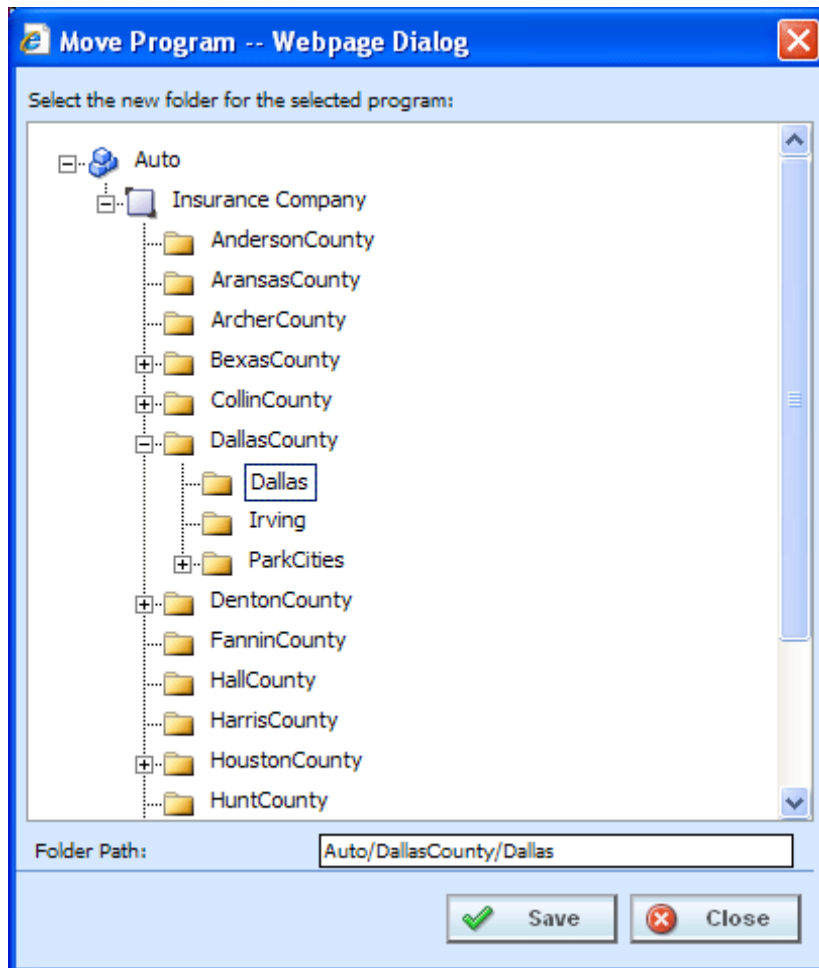 Move Program -- Webpage Dialog
Select the new folder for the selected program:
Auto
Insurance Company
AndersonCounty
AransasCounty
ArcherCounty
BexasCounty
CollinCounty
DallasCounty
Dallas
Irving
ParkCities
DentonCounty
FanninCounty
HallCounty
HarrisCounty
HoustonCounty
HuntCounty
Folder Path: Auto/DallasCounty/Dallas
Save Close